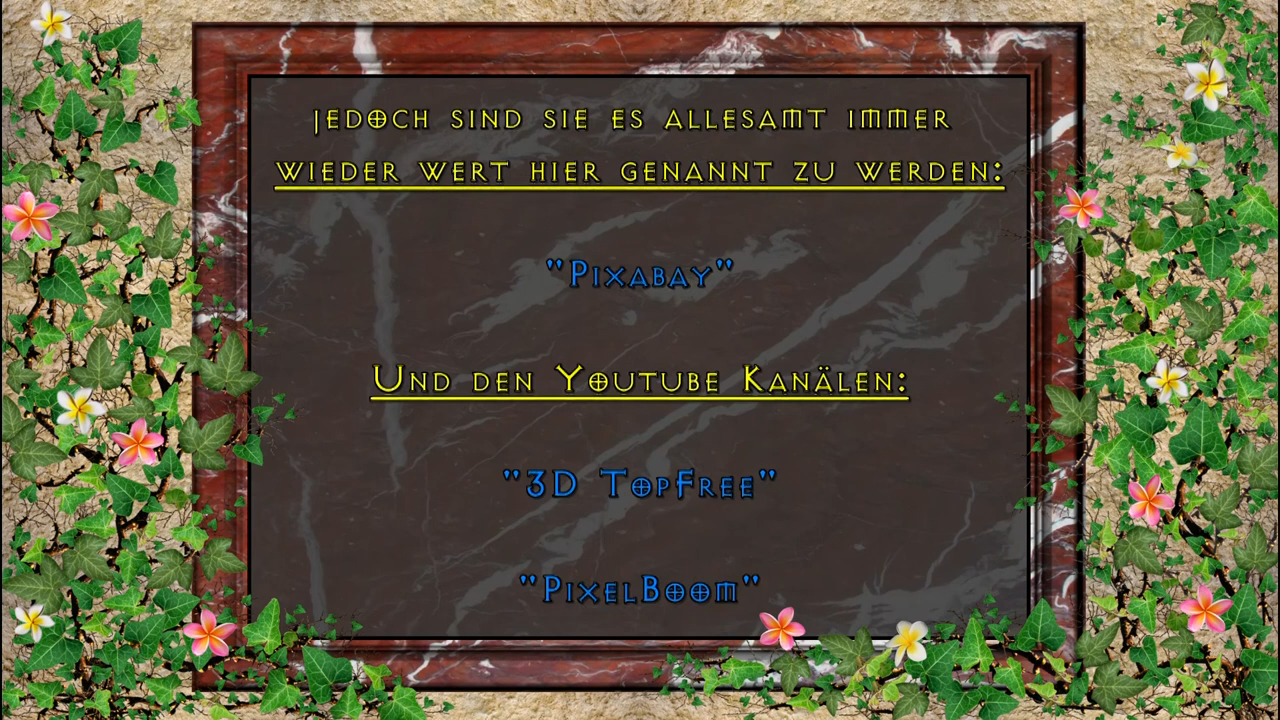 jedoch sind sie es allesamt immer
wieder wert hier genannt zu werden:
"Pixabay"
Und den Youtube Kanälen:
"3D TopFree"
"PixelBoom"